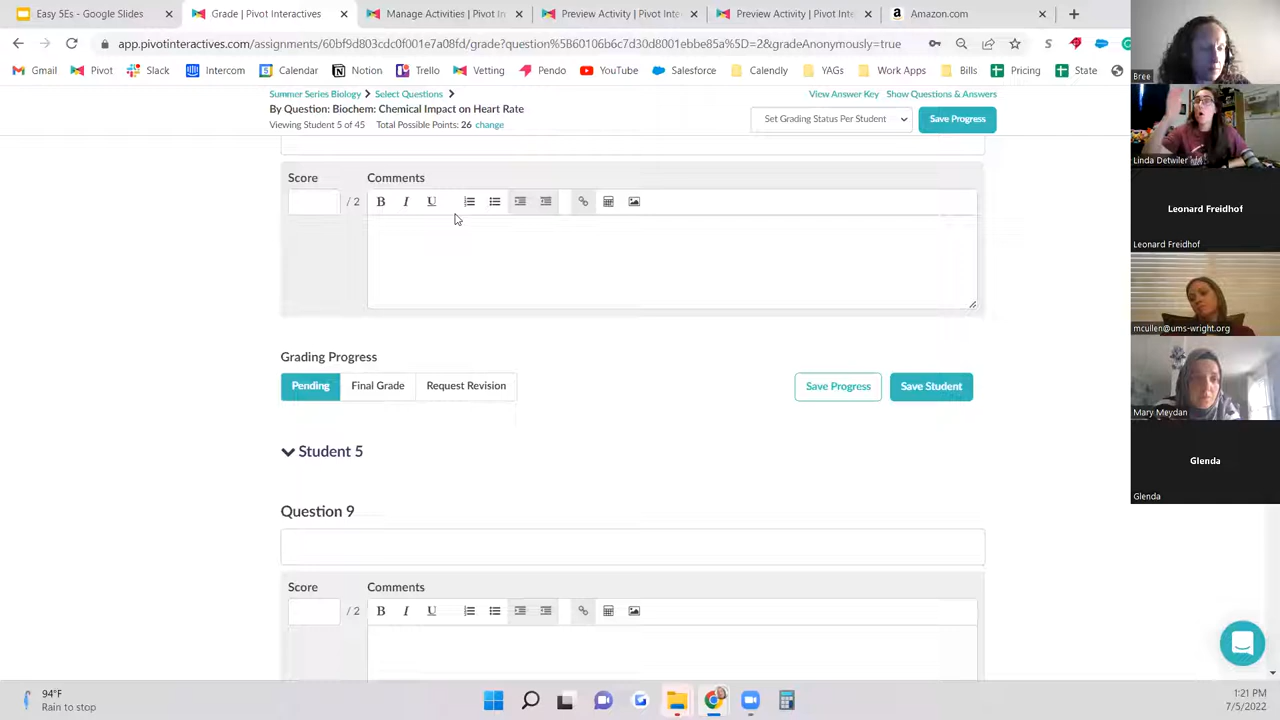 Easy 5Es - Google Slides
Grade | Pivot Interactives
Manage Activities | Pivot In
Preview Activity | Pivot Inte
Preview Activity | Pivot Inte
Amazon.com
app.pivotinteractives.com/assignments/
/grade?question%5B60106b6c7d30d8001ebe85a%5D=2&gradeAnonymously=true
Gmail
Pivot
Slack
Intercom
Calendary
Notion
Trello
Vetting
Pendo
YouTube
Salesforce
Calendly
YAGs
Work Apps
Bills
Pricing
State
Summer Series Biology
Select Questions
View Answer Key
Show Questions & Answers
By Question: Biochem: Chemical Impact on Heart Rate
Viewing Student 5 of 45
Total Possible Points: 26 change
Set Grading Status Per Student
Save Progress
Score
Comments
/ 2
B I U
Grading Progress
Pending
Final Grade
Request Revision
Save Progress
Save Student
Student 5
Question 9
Score
Comments
/ 2
B I U
Bree
Linda Detwiler
Leonard Freidhof
Leonard Freidhof
mcullen@ums-wright.org
Mary Meydan
Glenda
Glenda
94°F
Rain to stop
1:21 PM
7/5/2022